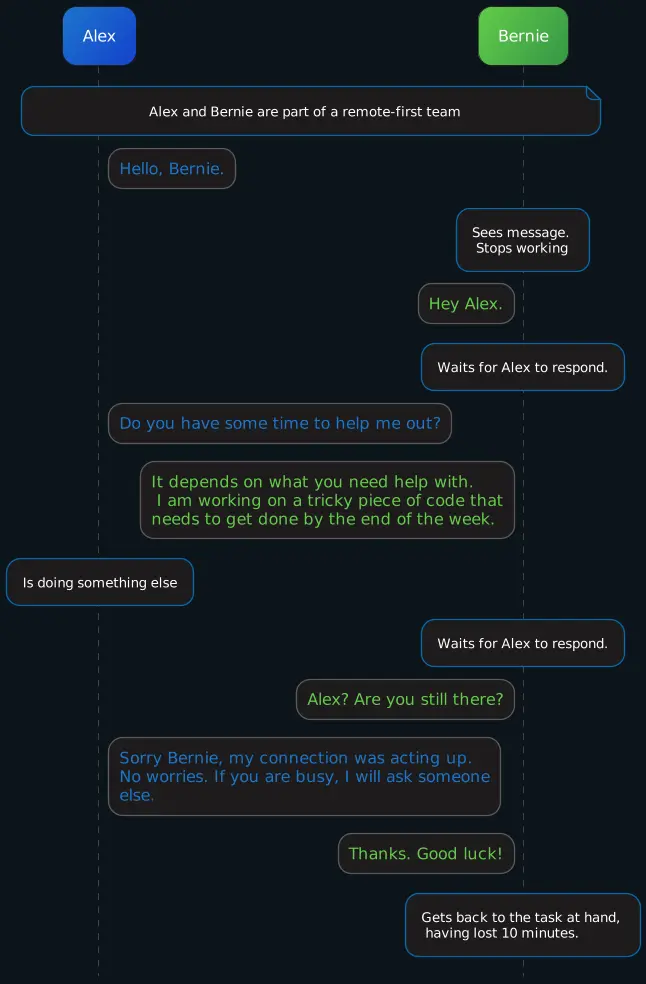 Alex
Bernie
Alex and Bernie are part of a remote-first team
Hello, Bernie.
Sees message.
Stops working
Hey Alex.
Waits for Alex to respond.
Do you have some time to help me out?
It depends on what you need help with.
I am working on a tricky piece of code that
needs to get done by the end of the week.
Is doing something else
Waits for Alex to respond.
Alex? Are you still there?
Sorry Bernie, my connection was acting up.
No worries. If you are busy, I will ask someone
else.
Thanks. Good luck!
Gets back to the task at hand,
having lost 10 minutes.